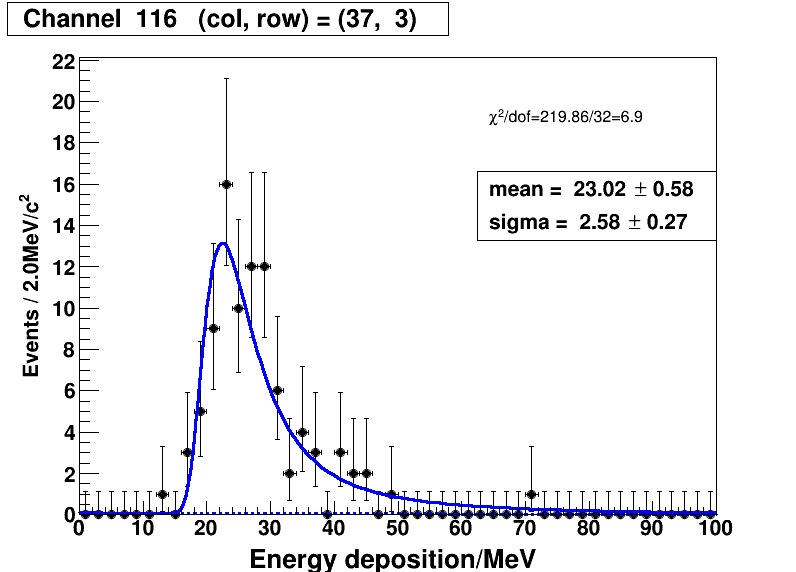 Channel 116 (col, row) = (37, 3)
χ²/dof=219.86/32=6.9
mean = 23.02 ± 0.58
sigma = 2.58 ± 0.27
Events / 2.0MeV/c²
22
20
18
16
14
12
10
8
6
4
2
0
0 10 20 30 40 50 60 70 80 90 100
Energy deposition/MeV